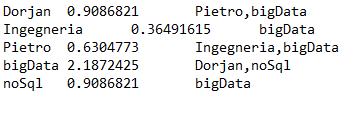 Dorjan 0.9086821 Pietro,bigData
Ingegneria 0.36491615 bigData
Pietro 0.6304773 Ingegneria,bigData
bigData 2.1872425 Dorjan,noSql
noSql 0.9086821 bigData